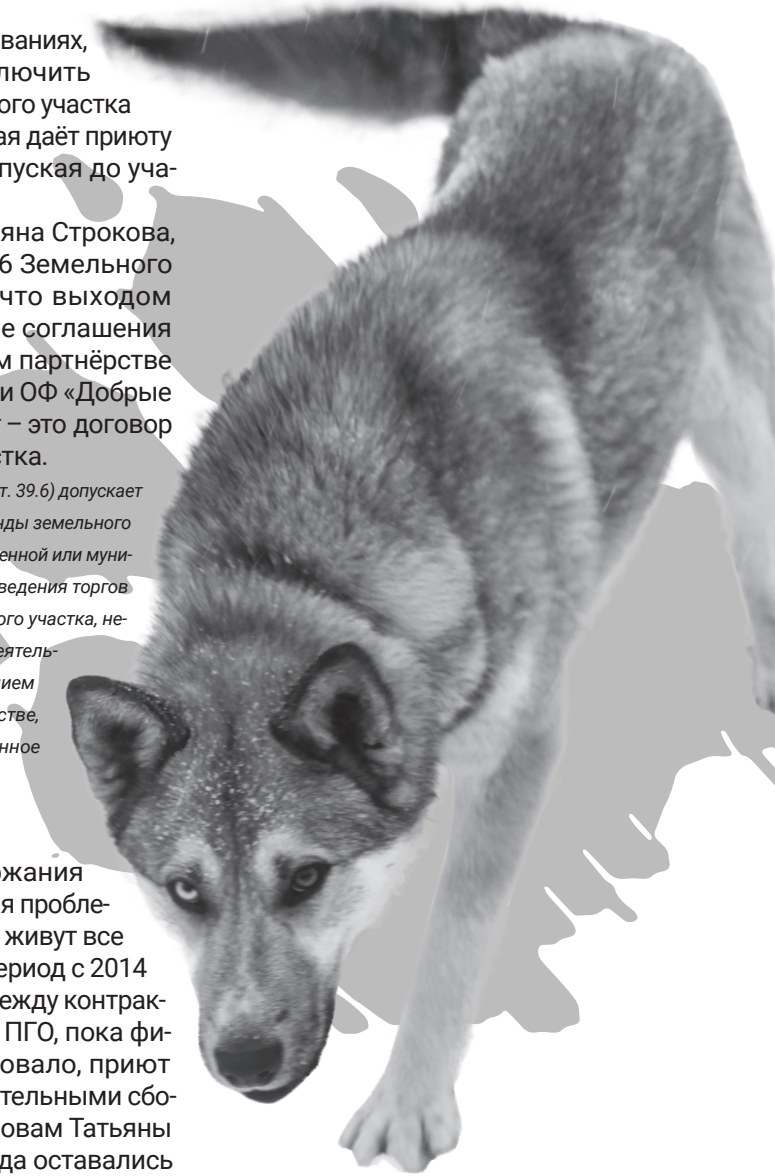 ваниях,
лючить
ого участка
ая даёт приюту
пуская до уча-
яна Строкова,
6 Земельного
что выходом
е соглашения
м партнёрстве
и ОФ «Добрые
– это договор
тка.
т. 39.6) допускает
нды земельного
енной или муни-
ведения торгов
ого участка, не-
еятель-
ием
стве,
нное
жания
я пробле-
живут все
ериод с 2014
ежду контрак-
ПГО, пока фи-
овало, приют
тельными сбо-
овам Татьяны
да оставались